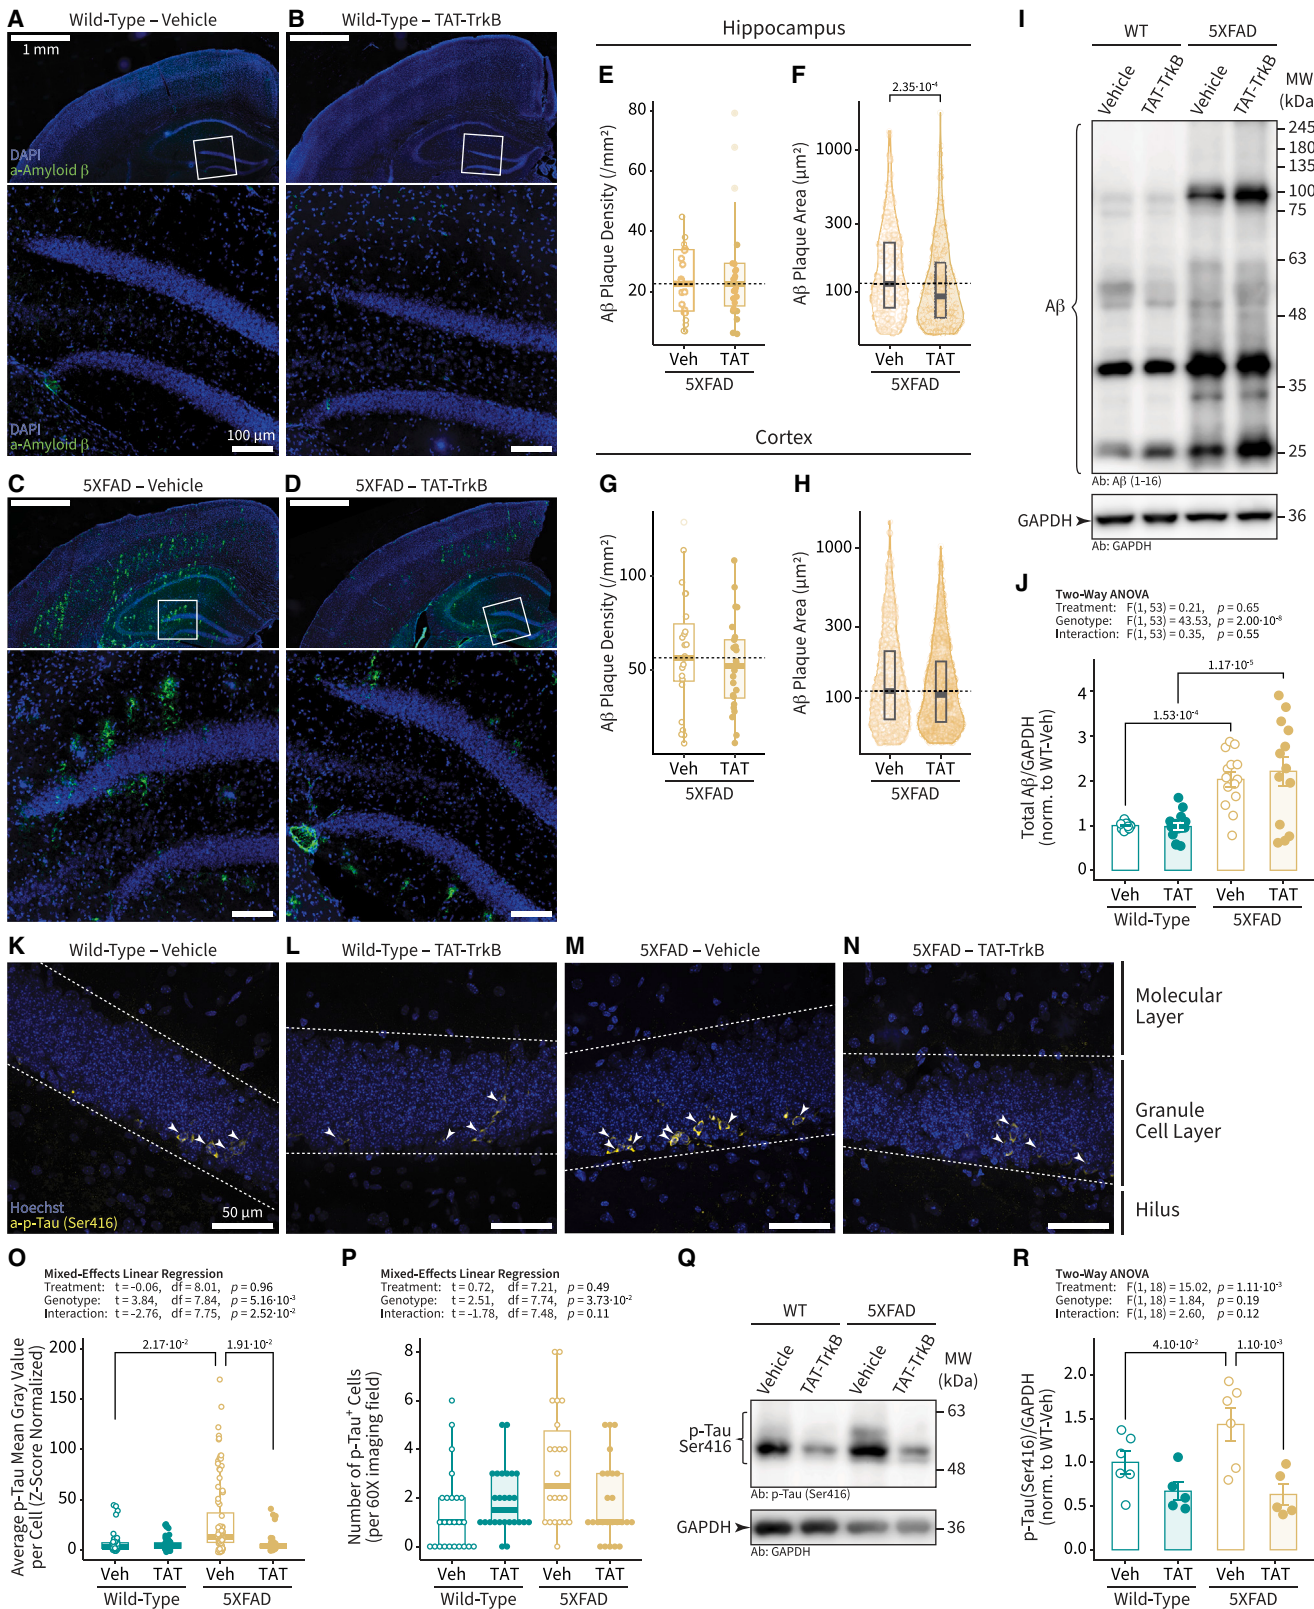 A
Wild-Type – Vehicle
1 mm
DAPI
a-Amyloid β
DAPI
a-Amyloid β
100 μm
B
Wild-Type – TAT-TrkB
C
5XFAD – Vehicle
D
5XFAD – TAT-TrkB
Hippocampus
E
Aβ Plaque Density (/mm²)
80
60
40
20
Veh
TAT
5XFAD
F
2.35·10⁻⁴
Aβ Plaque Area (μm²)
1000
300
100
Veh
TAT
5XFAD
Cortex
G
Aβ Plaque Density (/mm²)
100
50
Veh
TAT
5XFAD
H
Aβ Plaque Area (μm²)
1000
300
100
Veh
TAT
5XFAD
I
WT
5XFAD
Vehicle
TAT-TrkB
Vehicle
TAT-TrkB
MW
(kDa)
245
180
135
100
75
63
48
35
25
Aβ
Ab: Aβ (1-16)
GAPDH
36
Ab: GAPDH
J
Two-Way ANOVA
Treatment: F(1, 53) = 0.21, p = 0.65
Genotype: F(1, 53) = 43.53, p = 2.00·10⁻⁸
Interaction: F(1, 53) = 0.35, p = 0.55
1.17·10⁻⁵
1.53·10⁻⁴
Total Aβ/GAPDH
(norm. to WT-Veh)
4
3
2
1
0
Veh
TAT
Veh
TAT
Wild-Type
5XFAD
K
Wild-Type – Vehicle
Hoechst
a-p-Tau (Ser416)
50 μm
L
Wild-Type – TAT-TrkB
M
5XFAD – Vehicle
N
5XFAD – TAT-TrkB
Molecular
Layer
Granule
Cell Layer
Hilus
O
Mixed-Effects Linear Regression
Treatment: t = –0.06, df = 8.01, p = 0.96
Genotype: t = 3.84, df = 7.84, p = 5.16·10⁻³
Interaction: t = –2.76, df = 7.75, p = 2.52·10⁻²
2.17·10⁻²
1.91·10⁻²
Average p-Tau Mean Gray Value
per Cell (Z-Score Normalized)
200
150
100
50
0
Veh
TAT
Veh
TAT
Wild-Type
5XFAD
P
Mixed-Effects Linear Regression
Treatment: t = 0.72, df = 7.21, p = 0.49
Genotype: t = 2.51, df = 7.74, p = 3.73·10⁻²
Interaction: t = –1.78, df = 7.48, p = 0.11
Number of p-Tau⁺ Cells
(per 60X imaging field)
8
6
4
2
0
Veh
TAT
Veh
TAT
Wild-Type
5XFAD
Q
WT
5XFAD
Vehicle
TAT-TrkB
Vehicle
TAT-TrkB
MW
(kDa)
p-Tau
Ser416
63
48
Ab: p-Tau (Ser416)
GAPDH
36
Ab: GAPDH
R
Two-Way ANOVA
Treatment: F(1, 18) = 15.02, p = 1.11·10⁻³
Genotype: F(1, 18) = 1.84, p = 0.19
Interaction: F(1, 18) = 2.60, p = 0.12
4.10·10⁻²
1.10·10⁻³
p-Tau(Ser416)/GAPDH
(norm. to WT-Veh)
2.0
1.5
1.0
0.5
0.0
Veh
TAT
Veh
TAT
Wild-Type
5XFAD